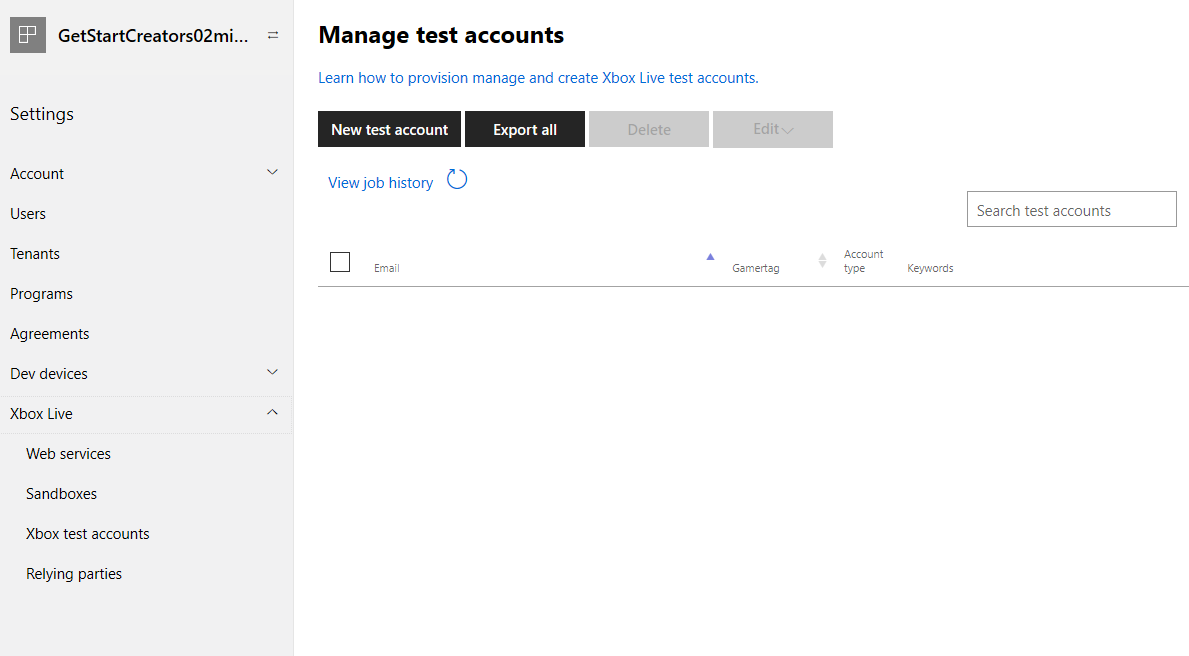 GetStartCreators02mi...
Settings
Account
Users
Tenants
Programs
Agreements
Dev devices
Xbox Live
Web services
Sandboxes
Xbox test accounts
Relying parties
Manage test accounts
Learn how to provision manage and create Xbox Live test accounts.
New test account
Export all
Delete
Edit
View job history
Search test accounts
Email
Gamertag
Account
type
Keywords